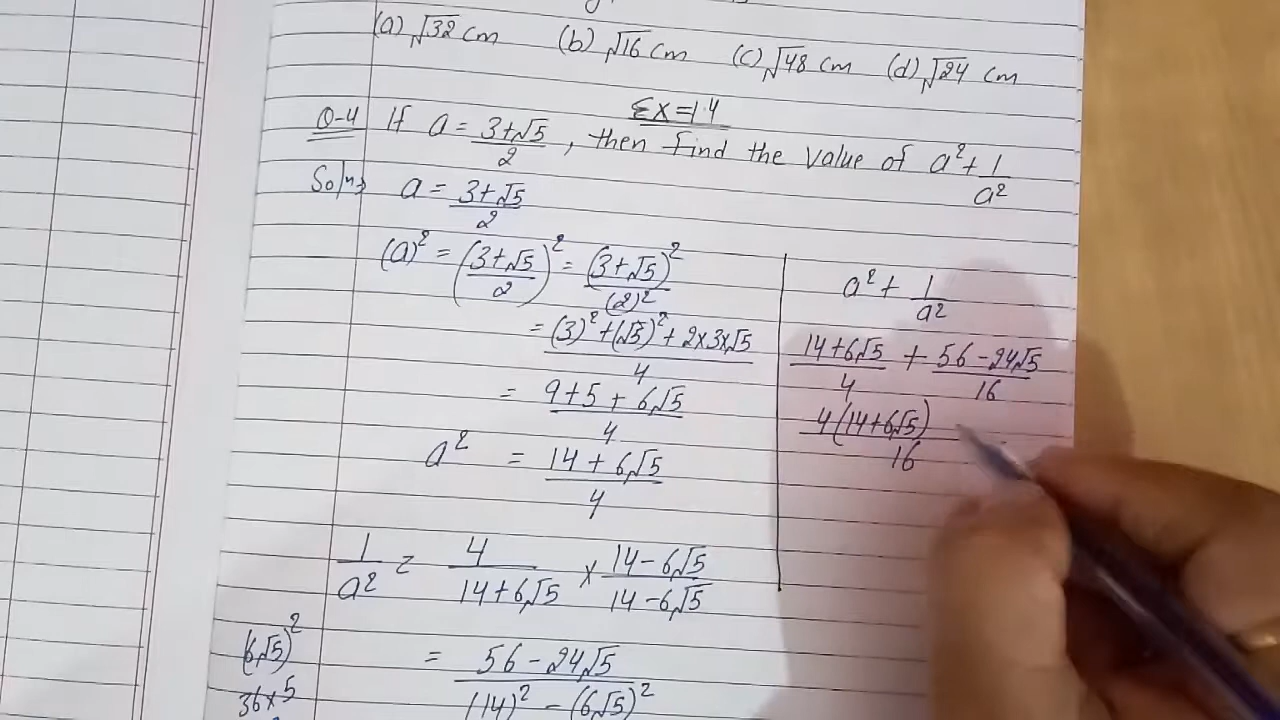 (a) √32 cm (b) √16 cm (c) √48 cm (d) √24 cm
Ex=1.4
Q-4 If a = 3+√5/2, then find the value of a² + 1/a²
Soln> a = 3+√5/2
(a)² = (3+√5/2)² = (3+√5)²/(2)²
= (3)² + (√5)² + 2×3×√5/4
= 9+5+6√5/4
a² = 14+6√5/4
1/a² = 4/14+6√5 × 14-6√5/14-6√5
= 56-24√5/(14)² - (6√5)²
(6√5)²
36×5
a² + 1/a²
14+6√5/4 + 56-24√5/16
4(14+6√5)/16